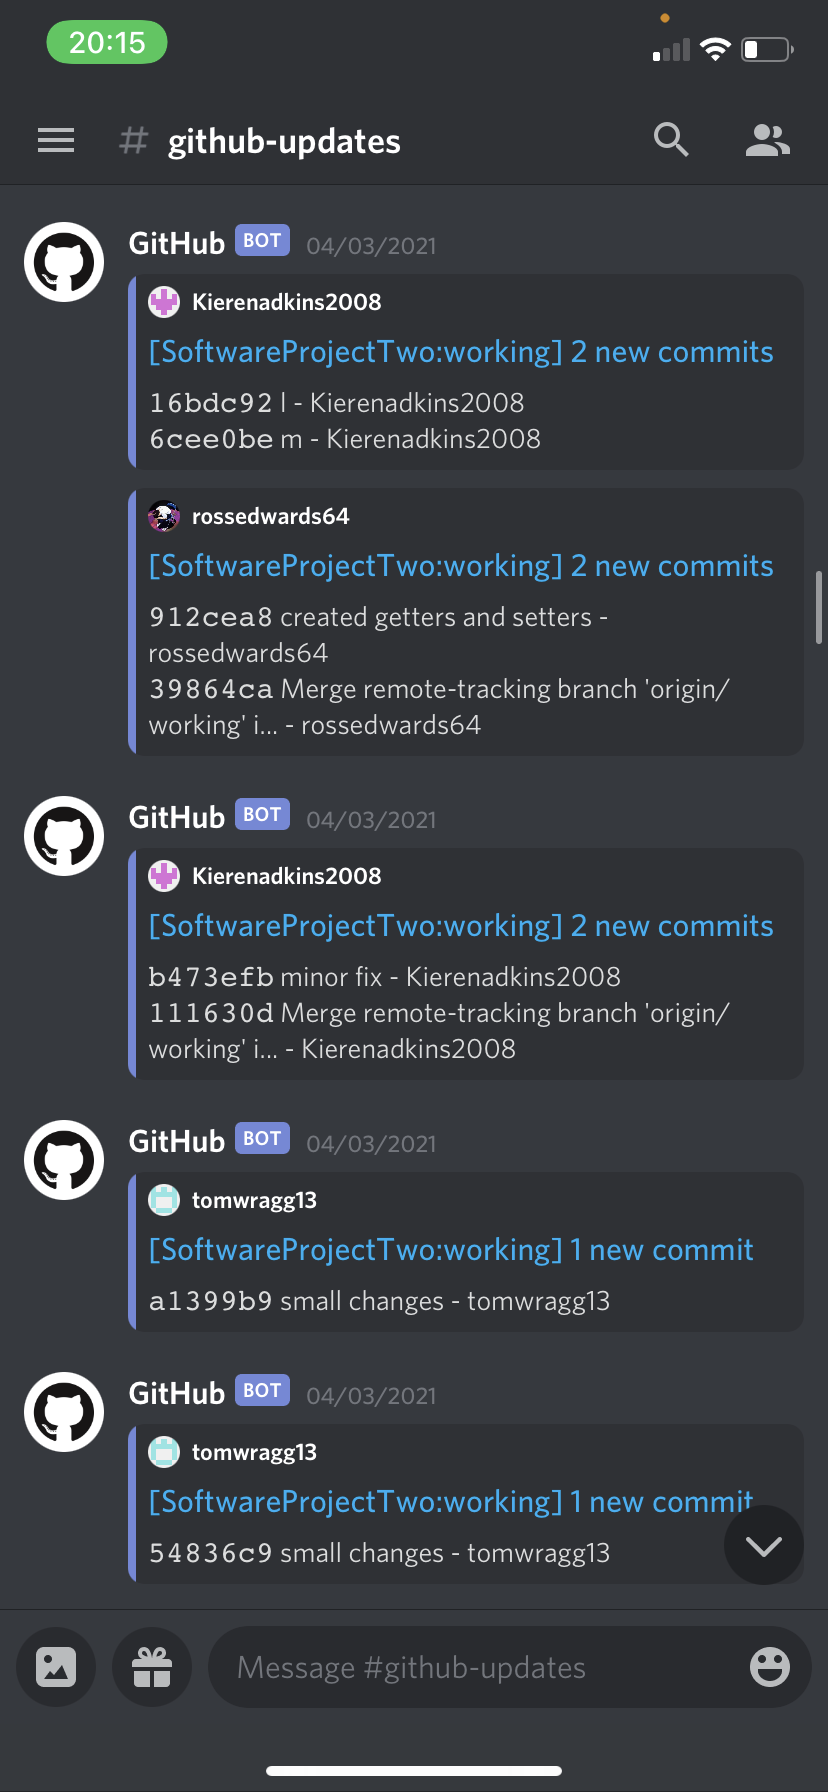 20:15
# github-updates
GitHub BOT 04/03/2021
Kierenadkins2008
[SoftwareProjectTwo:working] 2 new commits
16bdc92 l - Kierenadkins2008
6cee0be m - Kierenadkins2008
rossedwards64
[SoftwareProjectTwo:working] 2 new commits
912cea8 created getters and setters -
rossedwards64
39864ca Merge remote-tracking branch 'origin/
working' i... - rossedwards64
GitHub BOT 04/03/2021
Kierenadkins2008
[SoftwareProjectTwo:working] 2 new commits
b473efb minor fix - Kierenadkins2008
111630d Merge remote-tracking branch 'origin/
working' i... - Kierenadkins2008
GitHub BOT 04/03/2021
tomwragg13
[SoftwareProjectTwo:working] 1 new commit
a1399b9 small changes - tomwragg13
GitHub BOT 04/03/2021
tomwragg13
[SoftwareProjectTwo:working] 1 new commit
54836c9 small changes - tomwragg13
Message #github-updates